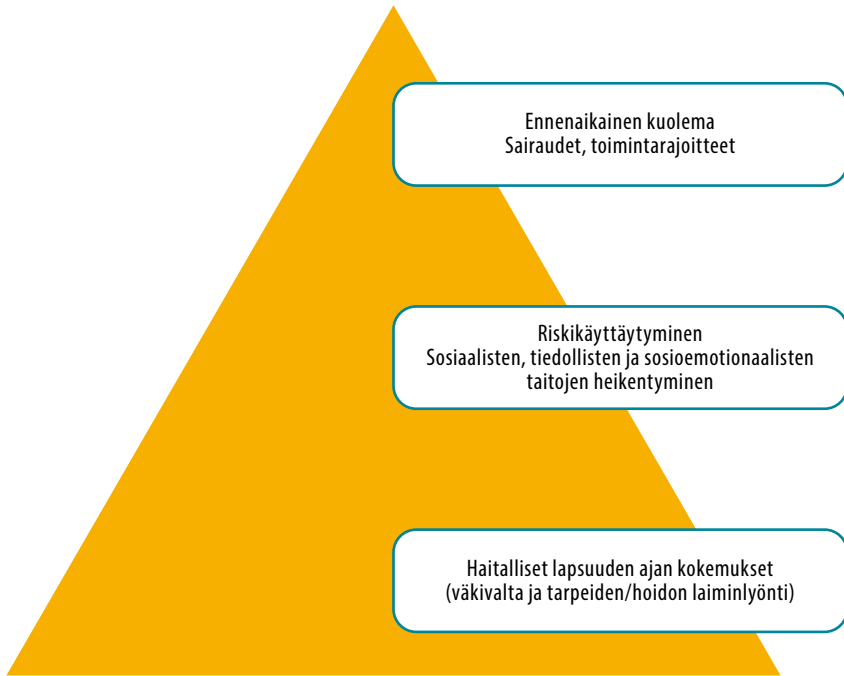 Ennenaikainen kuolema
Sairaudet, toimintarajoitteet
Riskikäyttäytyminen
Sosiaalisten, tiedollisten ja sosioemotionaalisten
taitojen heikentyminen
Haitalliset lapsuuden ajan kokemukset
(väkivalta ja tarpeiden/hoidon laiminlyönti)